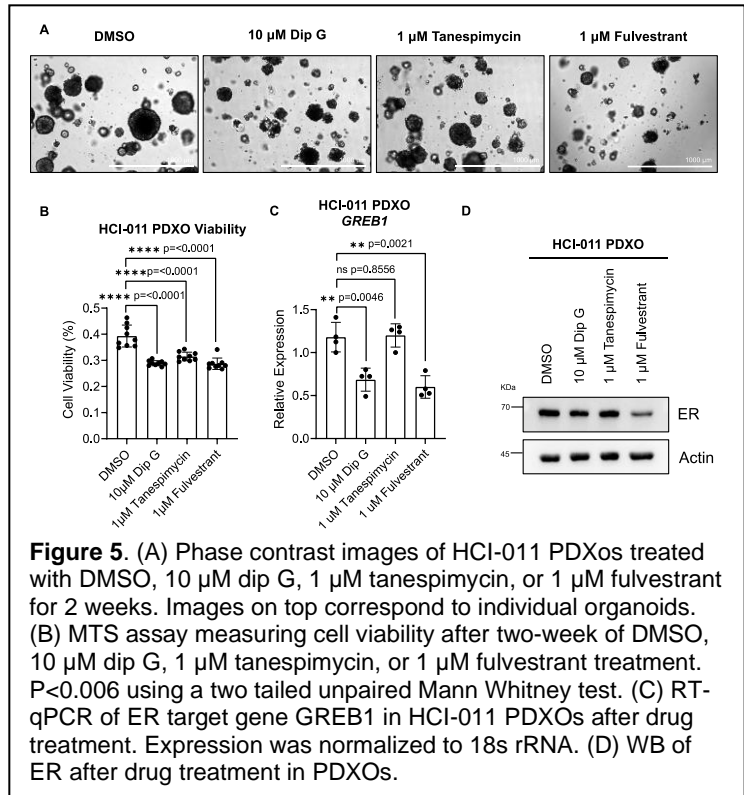 A
DMSO
10 µM Dip G
1 µM Tanespimycin
1 µM Fulvestrant
1000 µm
1000 µm
B
HCI-011 PDXO Viability
**** p=<0.0001
****p=<0.0001
**** p=<0.0001
Cell Viability (%)
0.5
0.4
0.3
0.2
0.1
0.0
DMSO
10µM Dip G
1µM Tanespimycin
1µM Fulvestrant
C
HCI-011 PDXO
GREB1
** p=0.0021
ns p=0.8556
** p=0.0046
Relative Expression
1.5
1.0
0.5
0.0
DMSO
10 µM Dip G
1 uM Tanespimycin
1 uM Fulvestrant
D
HCI-011 PDXO
DMSO
10 µM Dip G
1 µM Tanespimycin
1 µM Fulvestrant
KDa
70
ER
45
Actin
Figure 5. (A) Phase contrast images of HCI-011 PDXos treated
with DMSO, 10 µM dip G, 1 µM tanespimycin, or 1 µM fulvestrant
for 2 weeks. Images on top correspond to individual organoids.
(B) MTS assay measuring cell viability after two-week of DMSO,
10 µM dip G, 1 µM tanespimycin, or 1 µM fulvestrant treatment.
P<0.006 using a two tailed unpaired Mann Whitney test. (C) RT-
qPCR of ER target gene GREB1 in HCI-011 PDXOs after drug
treatment. Expression was normalized to 18s rRNA. (D) WB of
ER after drug treatment in PDXOs.